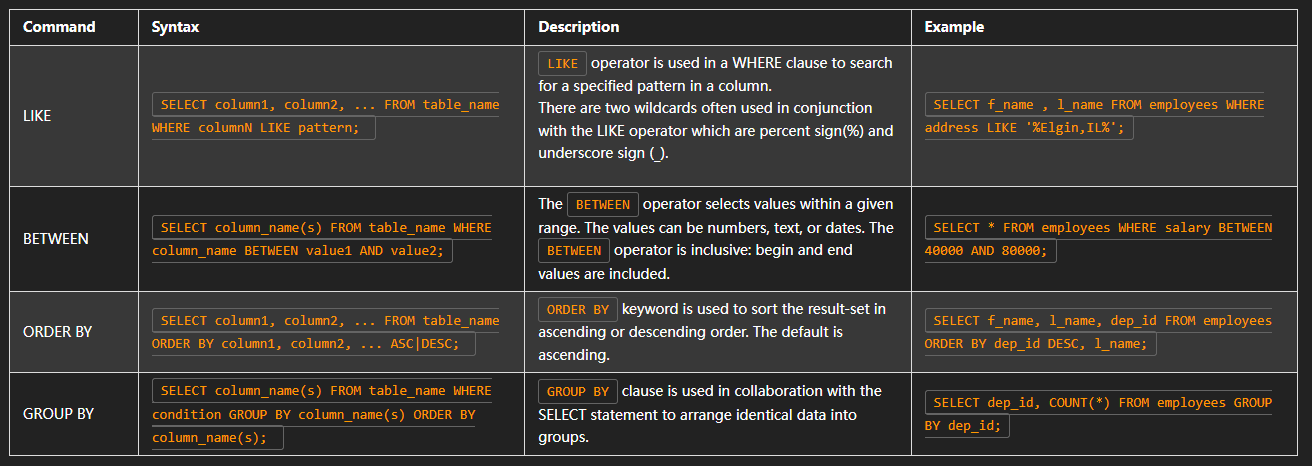 Command Syntax Description Example
LIKE
SELECT column1, column2, ... FROM table_name
WHERE columnN LIKE pattern;
LIKE operator is used in a WHERE clause to search
for a specified pattern in a column.
There are two wildcards often used in conjunction
with the LIKE operator which are percent sign(%) and
underscore sign (_).
SELECT f_name , l_name FROM employees WHERE
address LIKE '%Elgin,IL%';
BETWEEN
SELECT column_name(s) FROM table_name WHERE
column_name BETWEEN value1 AND value2;
The BETWEEN operator selects values within a given
range. The values can be numbers, text, or dates. The
BETWEEN operator is inclusive: begin and end
values are included.
SELECT * FROM employees WHERE salary BETWEEN
40000 AND 80000;
ORDER BY
SELECT column1, column2, ... FROM table_name
ORDER BY column1, column2, ... ASC|DESC;
ORDER BY keyword is used to sort the result-set in
ascending or descending order. The default is
ascending.
SELECT f_name, l_name, dep_id FROM employees
ORDER BY dep_id DESC, l_name;
GROUP BY
SELECT column_name(s) FROM table_name WHERE
condition GROUP BY column_name(s) ORDER BY
column_name(s);
GROUP BY clause is used in collaboration with the
SELECT statement to arrange identical data into
groups.
SELECT dep_id, COUNT(*) FROM employees GROUP
BY dep_id;